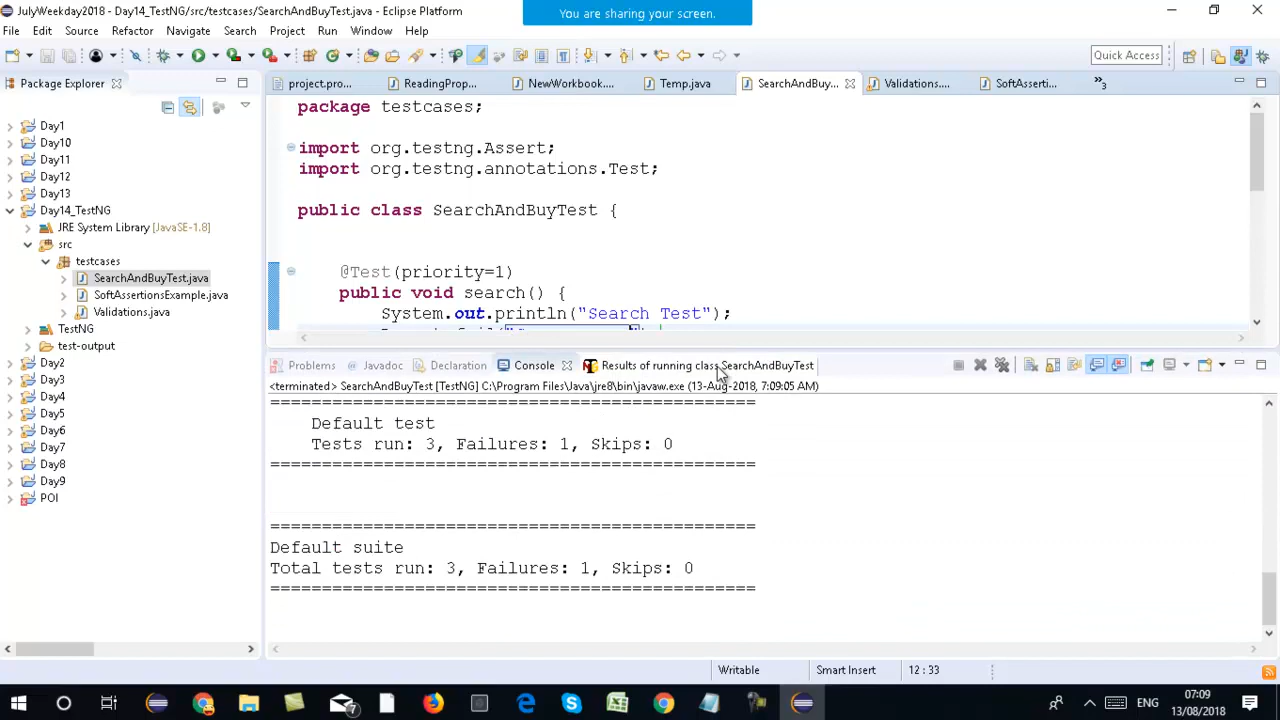 JulyWeekday2018 - Day14_TestNG/src/testcases/SearchAndBuyTest.java - Eclipse Platform
You are sharing your screen.
File Edit Source Refactor Navigate Search Project Run Window Help
Quick Access
Package Explorer
project.pro...
ReadingProp...
NewWorkbook....
Temp.java
SearchAndBuy...
Validations....
SoftAsserti...
3
Day1
Day10
Day11
Day12
Day13
Day14_TestNG
JRE System Library [JavaSE-1.8]
src
testcases
SearchAndBuyTest.java
SoftAssertionsExample.java
Validations.java
TestNG
test-output
Day2
Day3
Day4
Day5
Day6
Day7
Day8
Day9
POI
package testcases;
import org.testng.Assert;
import org.testng.annotations.Test;
public class SearchAndBuyTest {
@Test(priority=1)
public void search() {
System.out.println("Search Test");
Problems
Javadoc
Declaration
Console
Results of running class SearchAndBuyTest
<terminated> SearchAndBuyTest [TestNG] C:\Program Files\Java\jre8\bin\javaw.exe (13-Aug-2018, 7:09:05 AM)
===============================================
Default test
Tests run: 3, Failures: 1, Skips: 0
===============================================
===============================================
Default suite
Total tests run: 3, Failures: 1, Skips: 0
===============================================
Writable
Smart Insert
12 : 33
7
ENG
07:09
13/08/2018